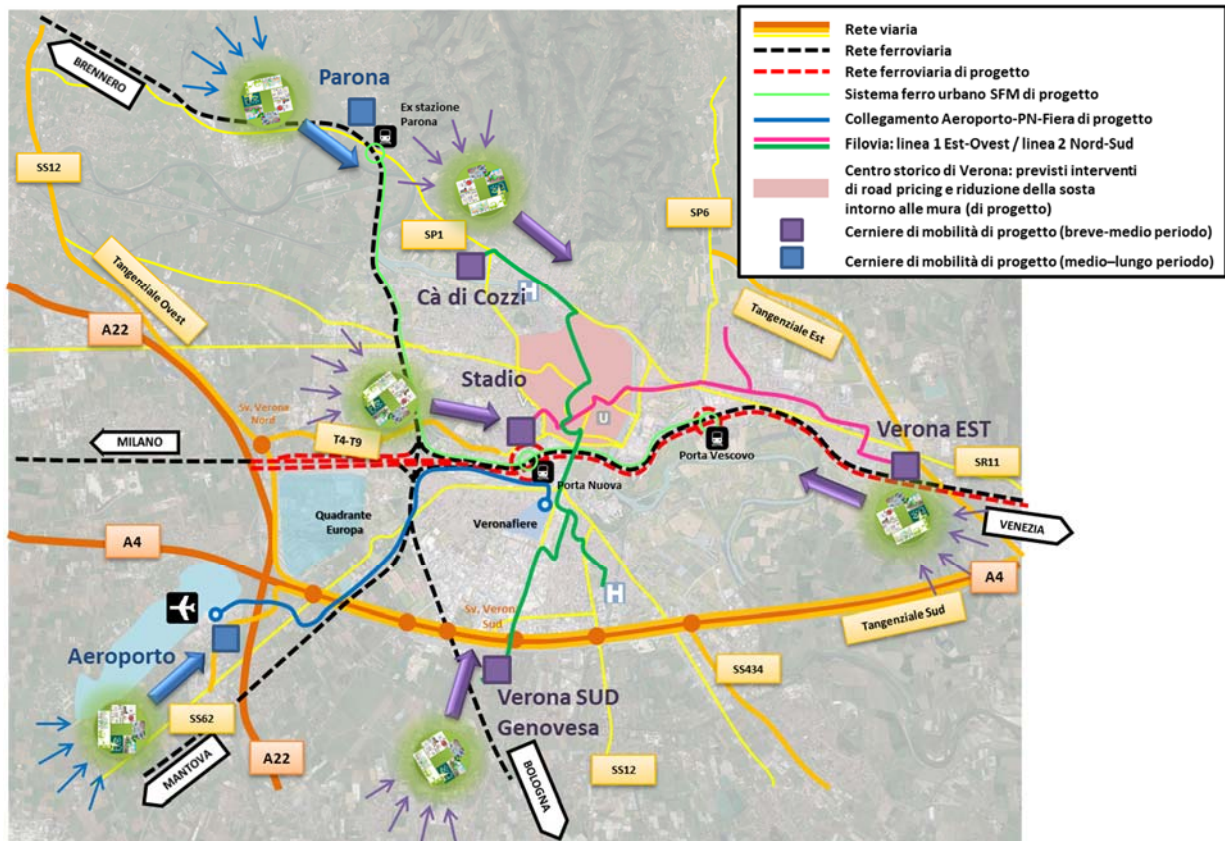 Rete viaria
Rete ferroviaria
Rete ferroviaria di progetto
Sistema ferro urbano SFM di progetto
Collegamento Aeroporto-PN-Fiera di progetto
Filovia: linea 1 Est-Ovest / linea 2 Nord-Sud
Centro storico di Verona: previsti interventi
di road pricing e riduzione della sosta
intorno alle mura (di progetto)
Cerniere di mobilità di progetto (breve-medio periodo)
Cerniere di mobilità di progetto (medio–lungo periodo)
BRENNERO
Parona
Ex stazione
Parona
SS12
SP1
SP6
Cà di Cozzi
H
Tangenziale Ovest
Tangenziale Est
A22
Stadio
Sv. Verona
Nord
T4-T9
MILANO
U
Verona EST
Porta Vescovo
SR11
Porta Nuova
Quadrante
Europa
Veronafiere
VENEZIA
A4
A4
H
Sv. Veron
Sud
Tangenziale Sud
Aeroporto
Verona SUD
Genovesa
SS434
SS62
MANTOVA
A22
SS12
BOLOGNA